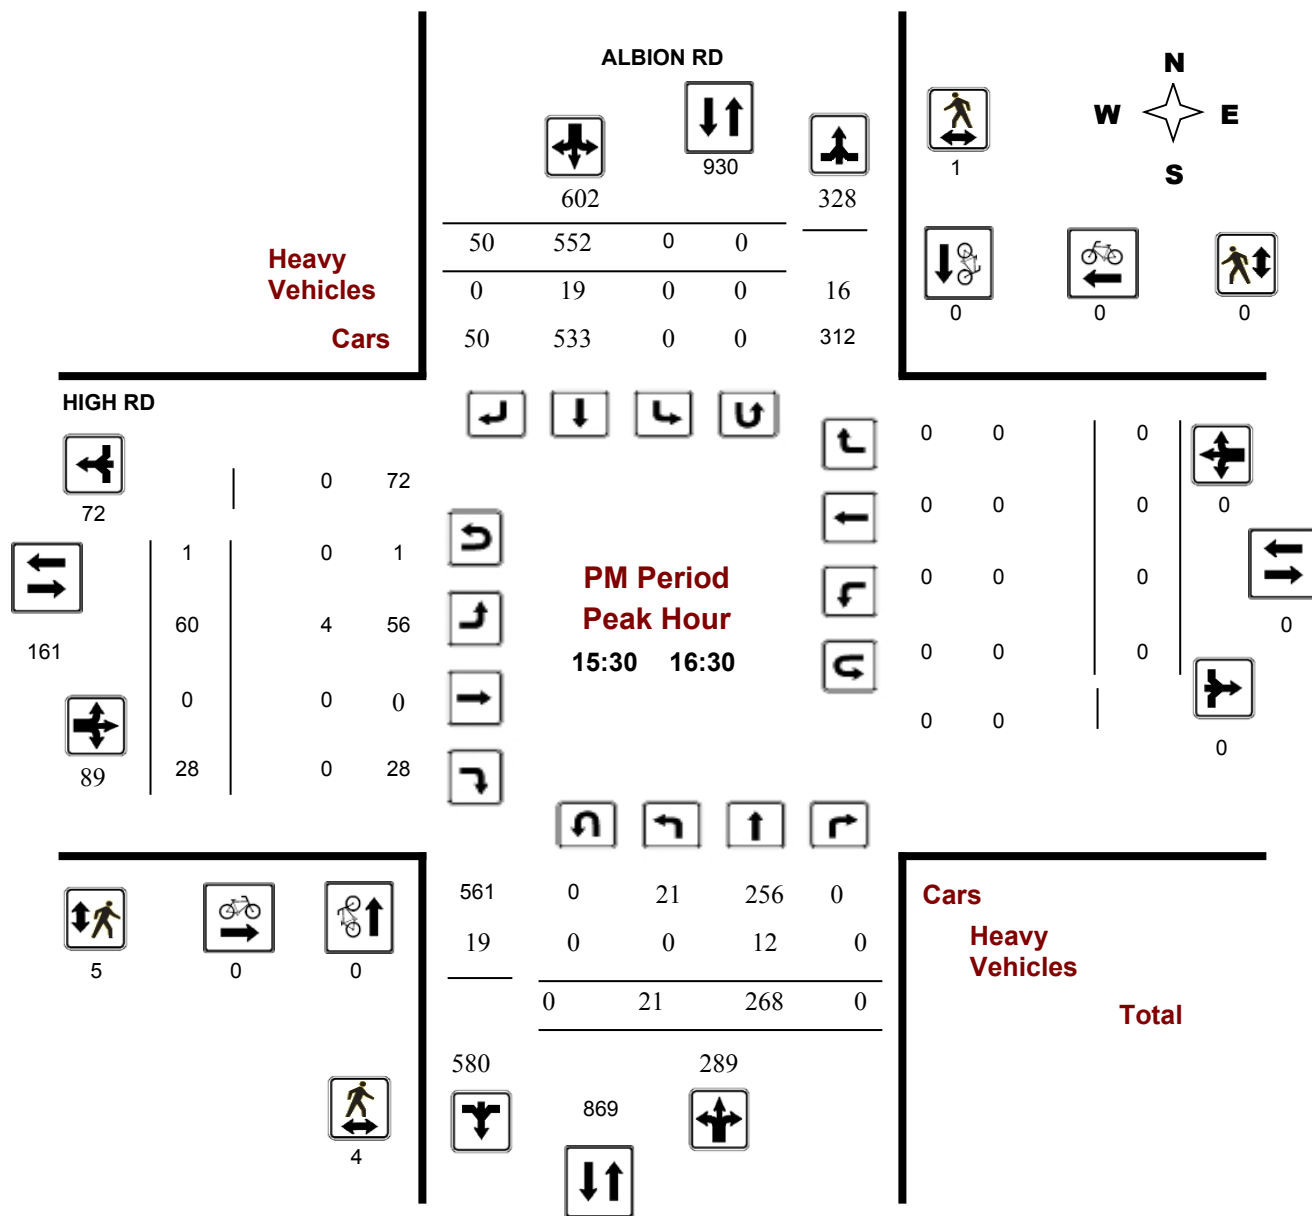 ALBION RD
N
W E
S
930
1
602
328
50 552 0 0
Heavy
Vehicles
0 19 0 0 16
Cars
50 533 0 0 312
0 0 0
HIGH RD
72
0 72
0 0 0
0 0 0
0
1 0 1
0 0 0
0 0 0
0
161
60 4 56
0 0
0 0 0
0
0
89
28 0 28
PM Period
Peak Hour
15:30 16:30
561 0 21 256 0
Cars
19 0 0 12 0
Heavy
Vehicles
5 0 0
0 21 268 0
Total
580 289
869
4